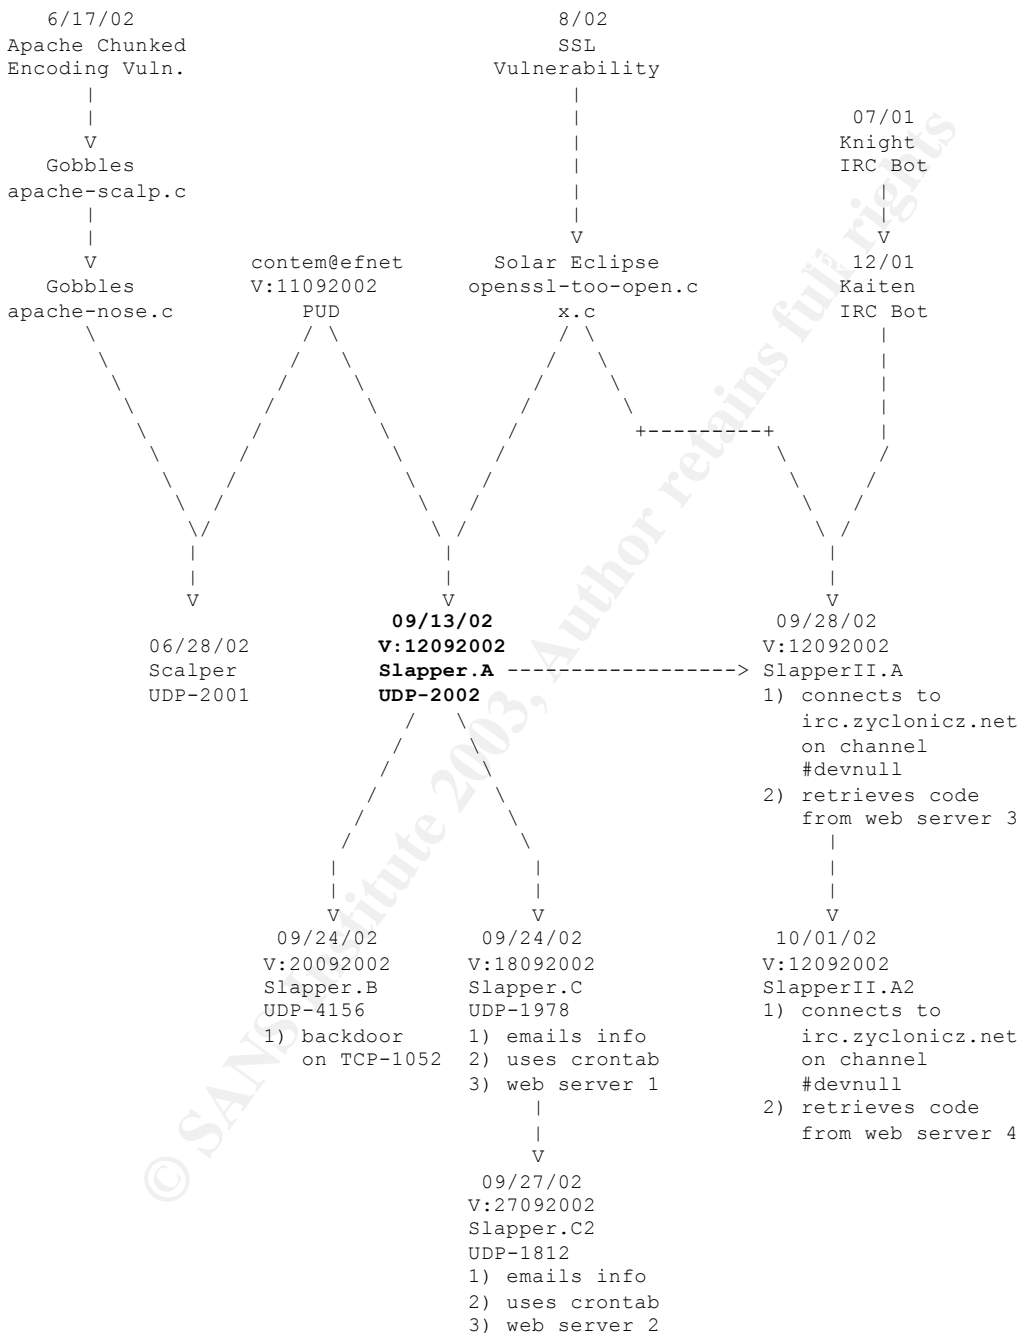 6/17/02
Apache Chunked
Encoding Vuln.
8/02
SSL
Vulnerability
07/01
Knight
IRC Bot
Gobbles
apache-scalp.c
Gobbles
apache-nose.c
contem@efnet
V:11092002
PUD
Solar Eclipse
openssl-too-open.c
x.c
12/01
Kaiten
IRC Bot
06/28/02
Scalper
UDP-2001
09/13/02
V:12092002
Slapper.A
UDP-2002
09/28/02
V:12092002
SlapperII.A
1) connects to
irc.zyclonicz.net
on channel
#devnull
2) retrieves code
from web server 3
09/24/02
V:20092002
Slapper.B
UDP-4156
1) backdoor
on TCP-1052
09/24/02
V:18092002
Slapper.C
UDP-1978
1) emails info
2) uses crontab
3) web server 1
10/01/02
V:12092002
SlapperII.A2
1) connects to
irc.zyclonicz.net
on channel
#devnull
2) retrieves code
from web server 4
09/27/02
V:27092002
Slapper.C2
UDP-1812
1) emails info
2) uses crontab
3) web server 2
© SANS Institute 2003, Author retains full rights